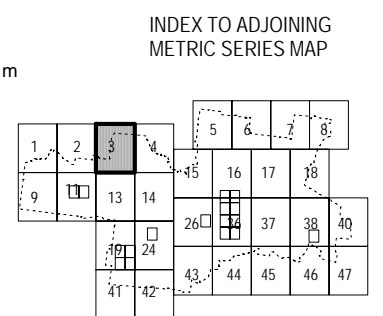 INDEX TO ADJOINING
METRIC SERIES MAP
m
5 6 7 8
1 2 3 4
15 16 17 18
9 11 13 14
26 36 37 38 40
19 24
43 44 45 46 47
41 42